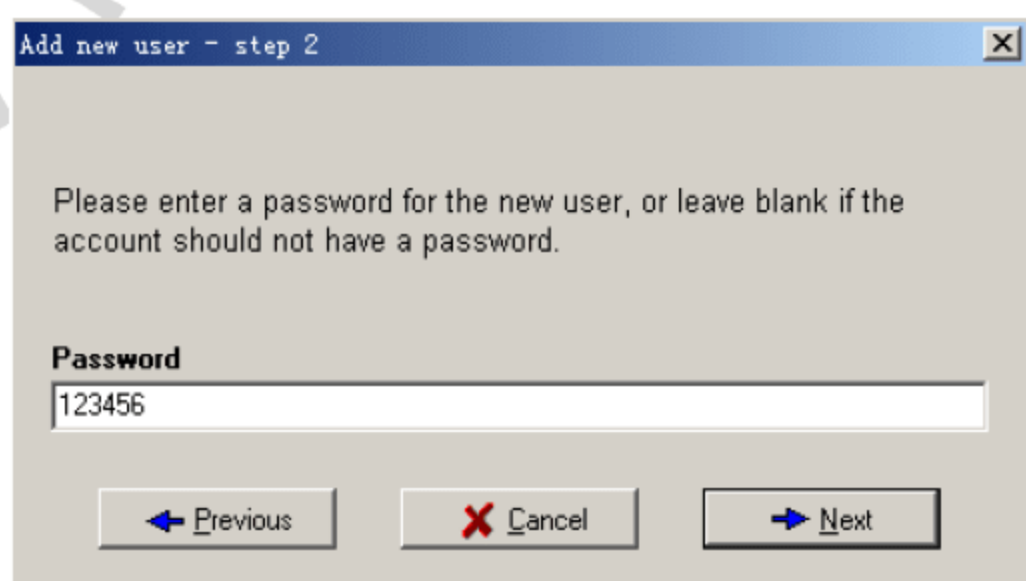 Add new user - step 2
Please enter a password for the new user, or leave blank if the
account should not have a password.
Password
123456
Previous
Cancel
Next